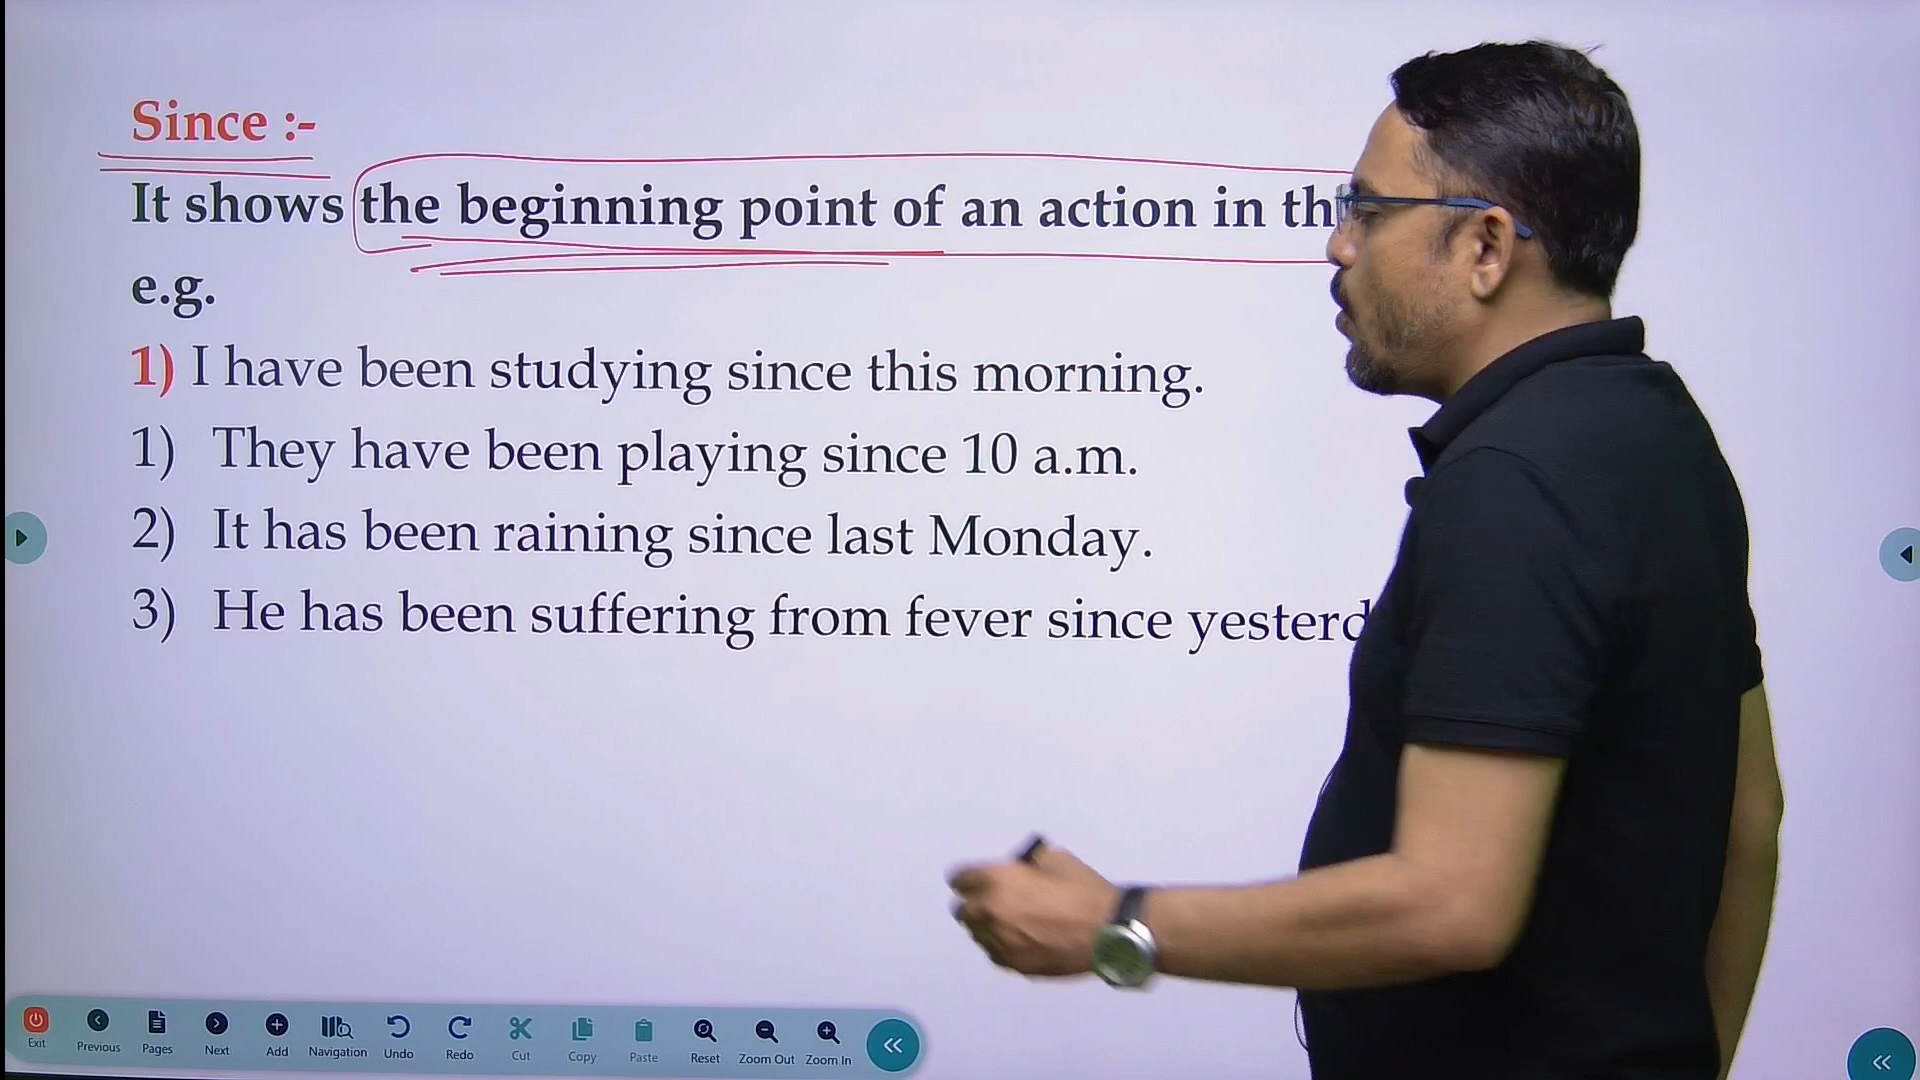 Since :-
It shows the beginning point of an action in
e.g.
1) I have been studying since this morning.
1) They have been playing since 10 a.m.
2) It has been raining since last Monday.
3) He has been suffering from fever since
Exit Previous Pages Next Add Navigation Undo Redo Cut Copy Paste Reset Zoom Out Zoom In